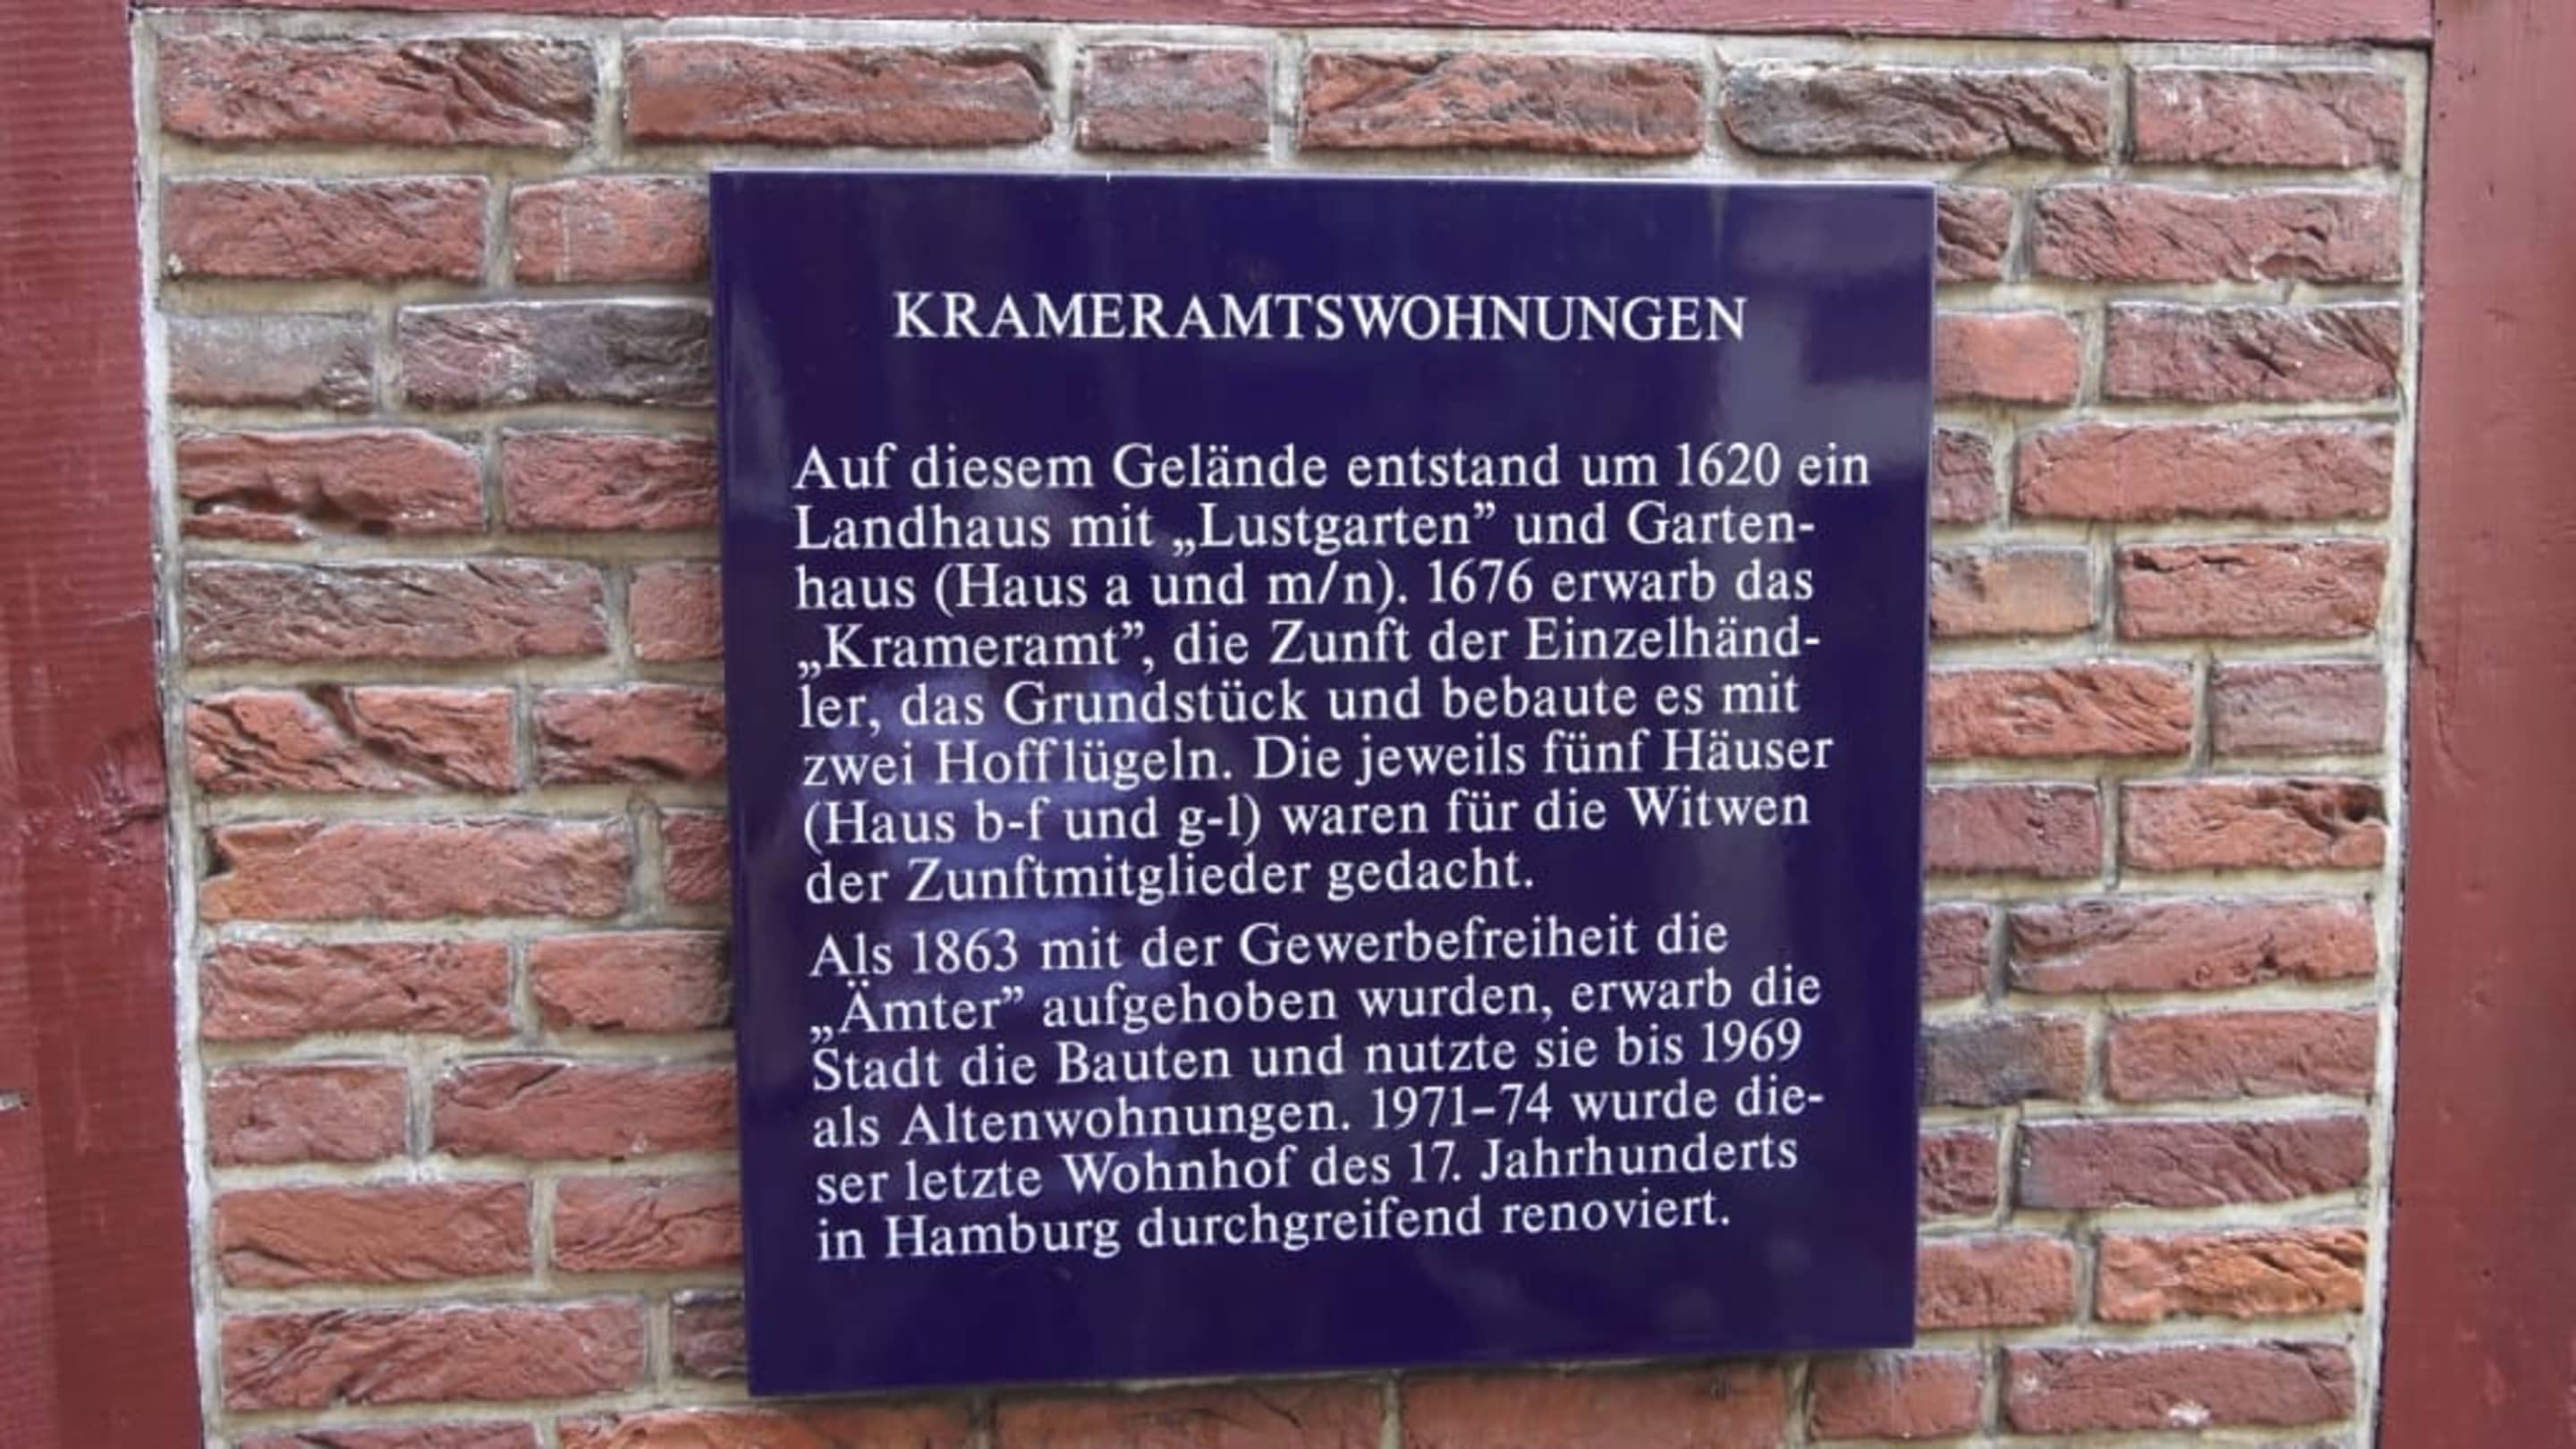 KRAMERAMTSWOHNUNGEN
Auf diesem Gelände entstand um 1620 ein
Landhaus mit „Lustgarten” und Garten-
haus (Haus a und m/n). 1676 erwarb das
„Krameramt”, die Zunft der Einzelhänd-
ler, das Grundstück und bebaute es mit
zwei Hofflügeln. Die jeweils fünf Häuser
(Haus b-f und g-l) waren für die Witwen
der Zunftmitglieder gedacht.
Als 1863 mit der Gewerbefreiheit die
„Ämter” aufgehoben wurden, erwarb die
Stadt die Bauten und nutzte sie bis 1969
als Altenwohnungen. 1971–74 wurde die-
ser letzte Wohnhof des 17. Jahrhunderts
in Hamburg durchgreifend renoviert.